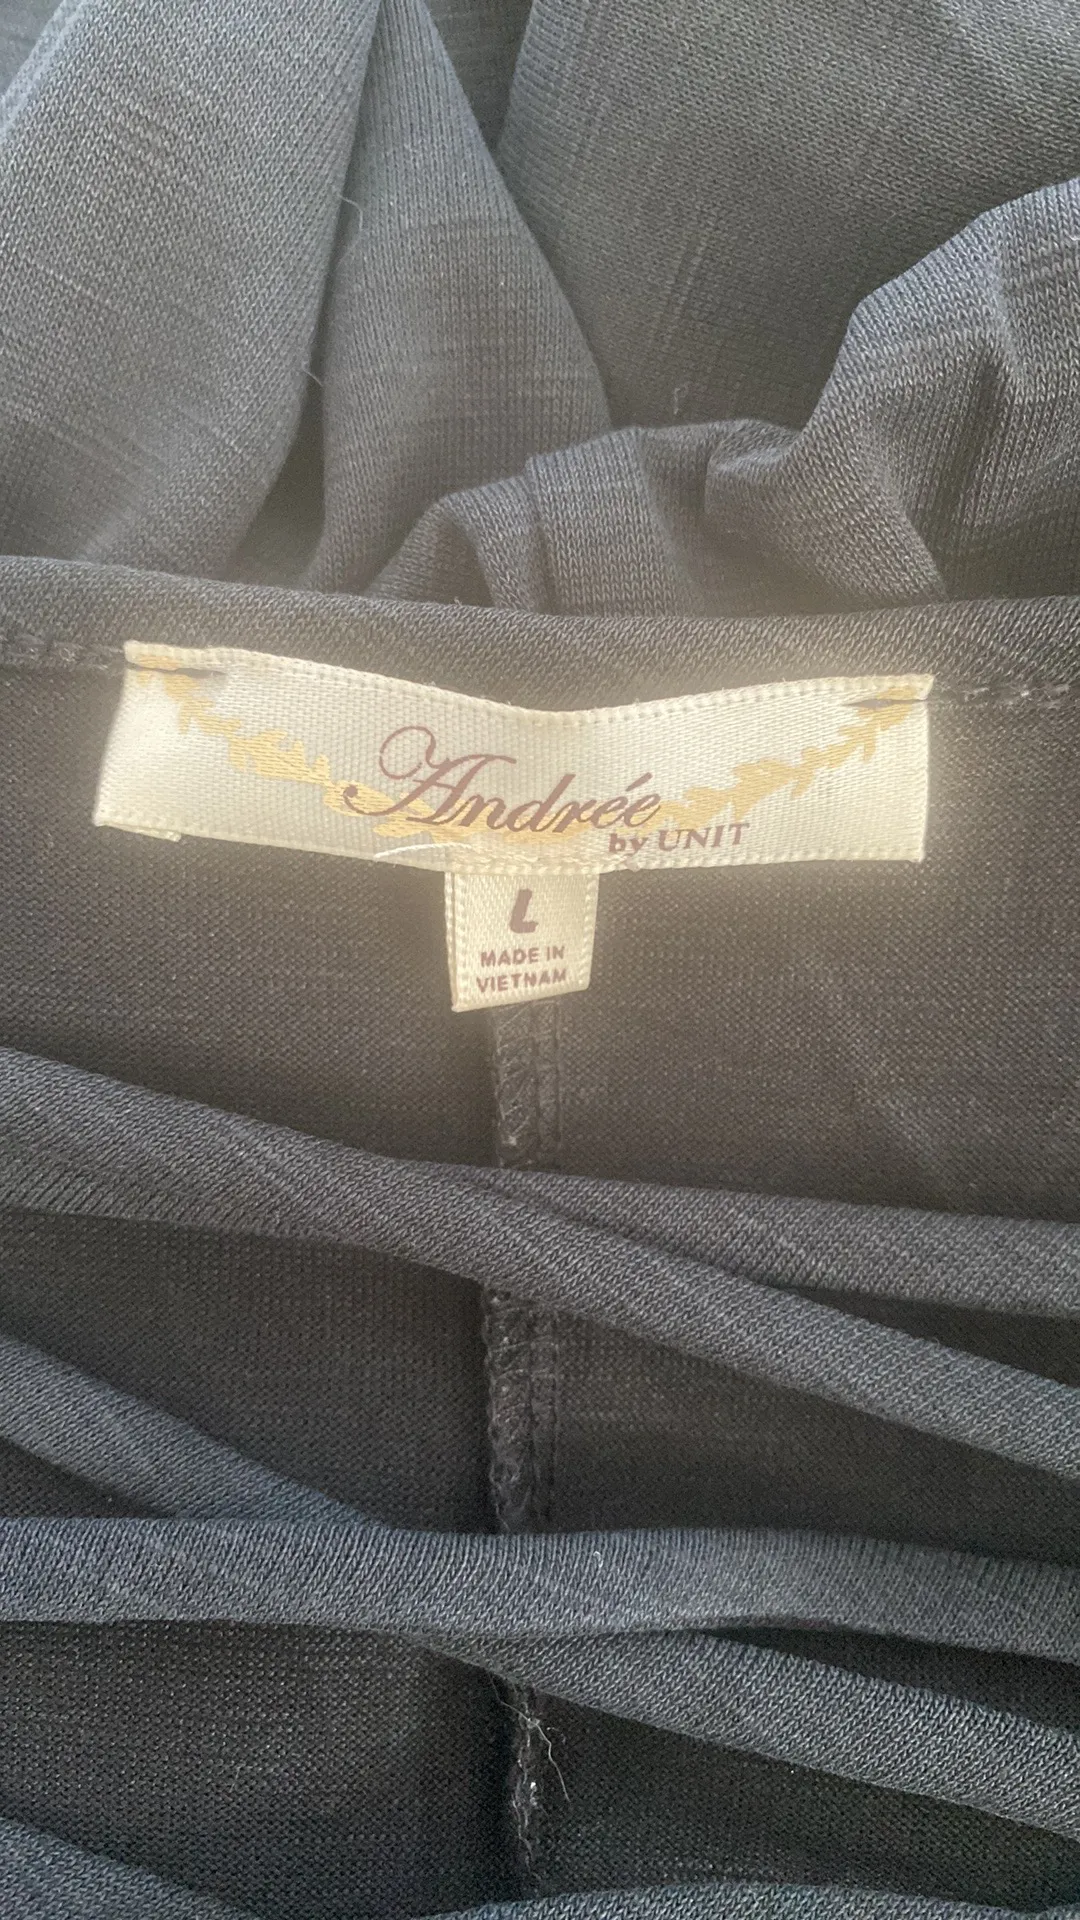 Andrée
by UNIT
L
MADE IN
VIETNAM